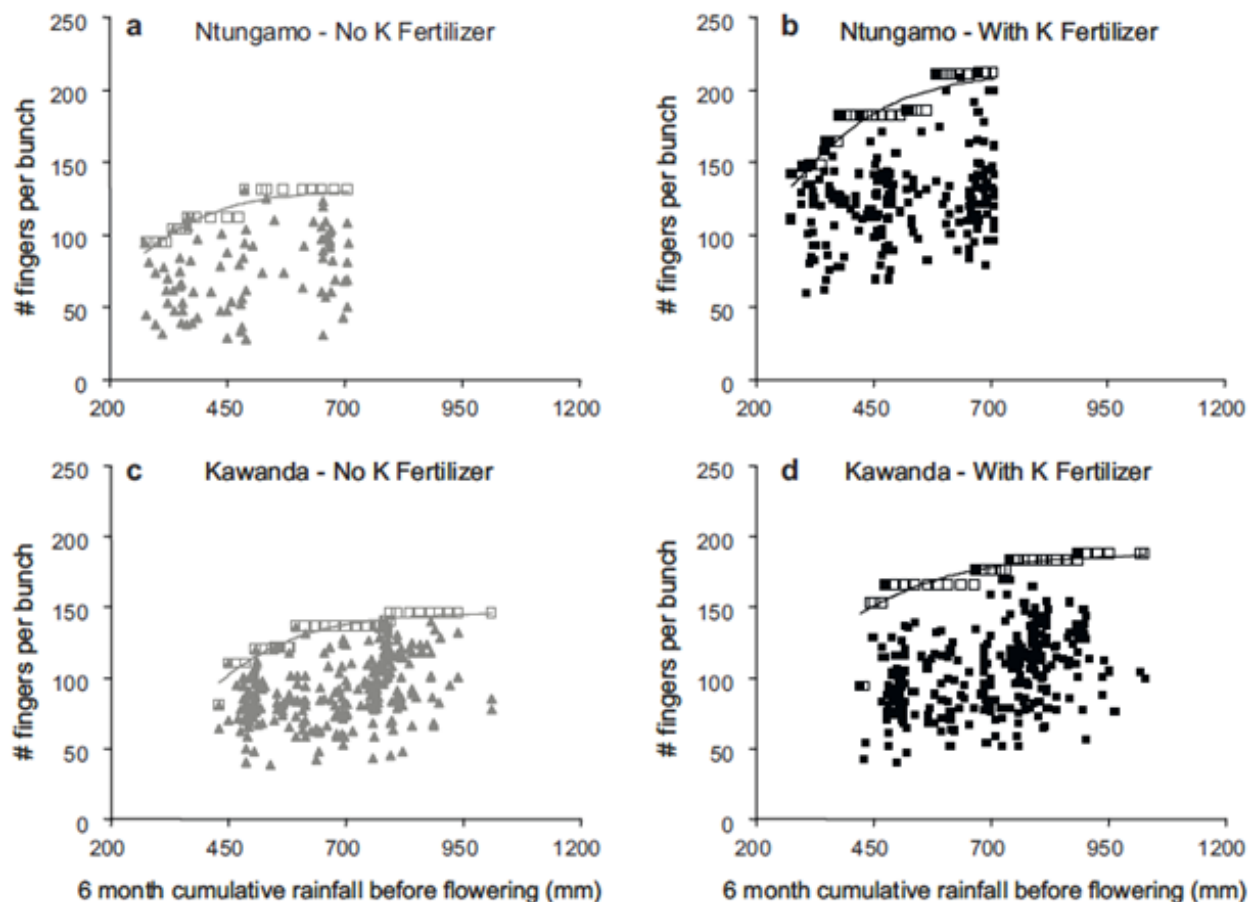 a Ntungamo - No K Fertilizer
250
200
150
100
50
0
# fingers per bunch
200 450 700 950 1200
b Ntungamo - With K Fertilizer
250
200
150
100
50
0
# fingers per bunch
200 450 700 950 1200
c Kawanda - No K Fertilizer
250
200
150
100
50
0
# fingers per bunch
200 450 700 950 1200
6 month cumulative rainfall before flowering (mm)
d Kawanda - With K Fertilizer
250
200
150
100
50
0
# fingers per bunch
200 450 700 950 1200
6 month cumulative rainfall before flowering (mm)